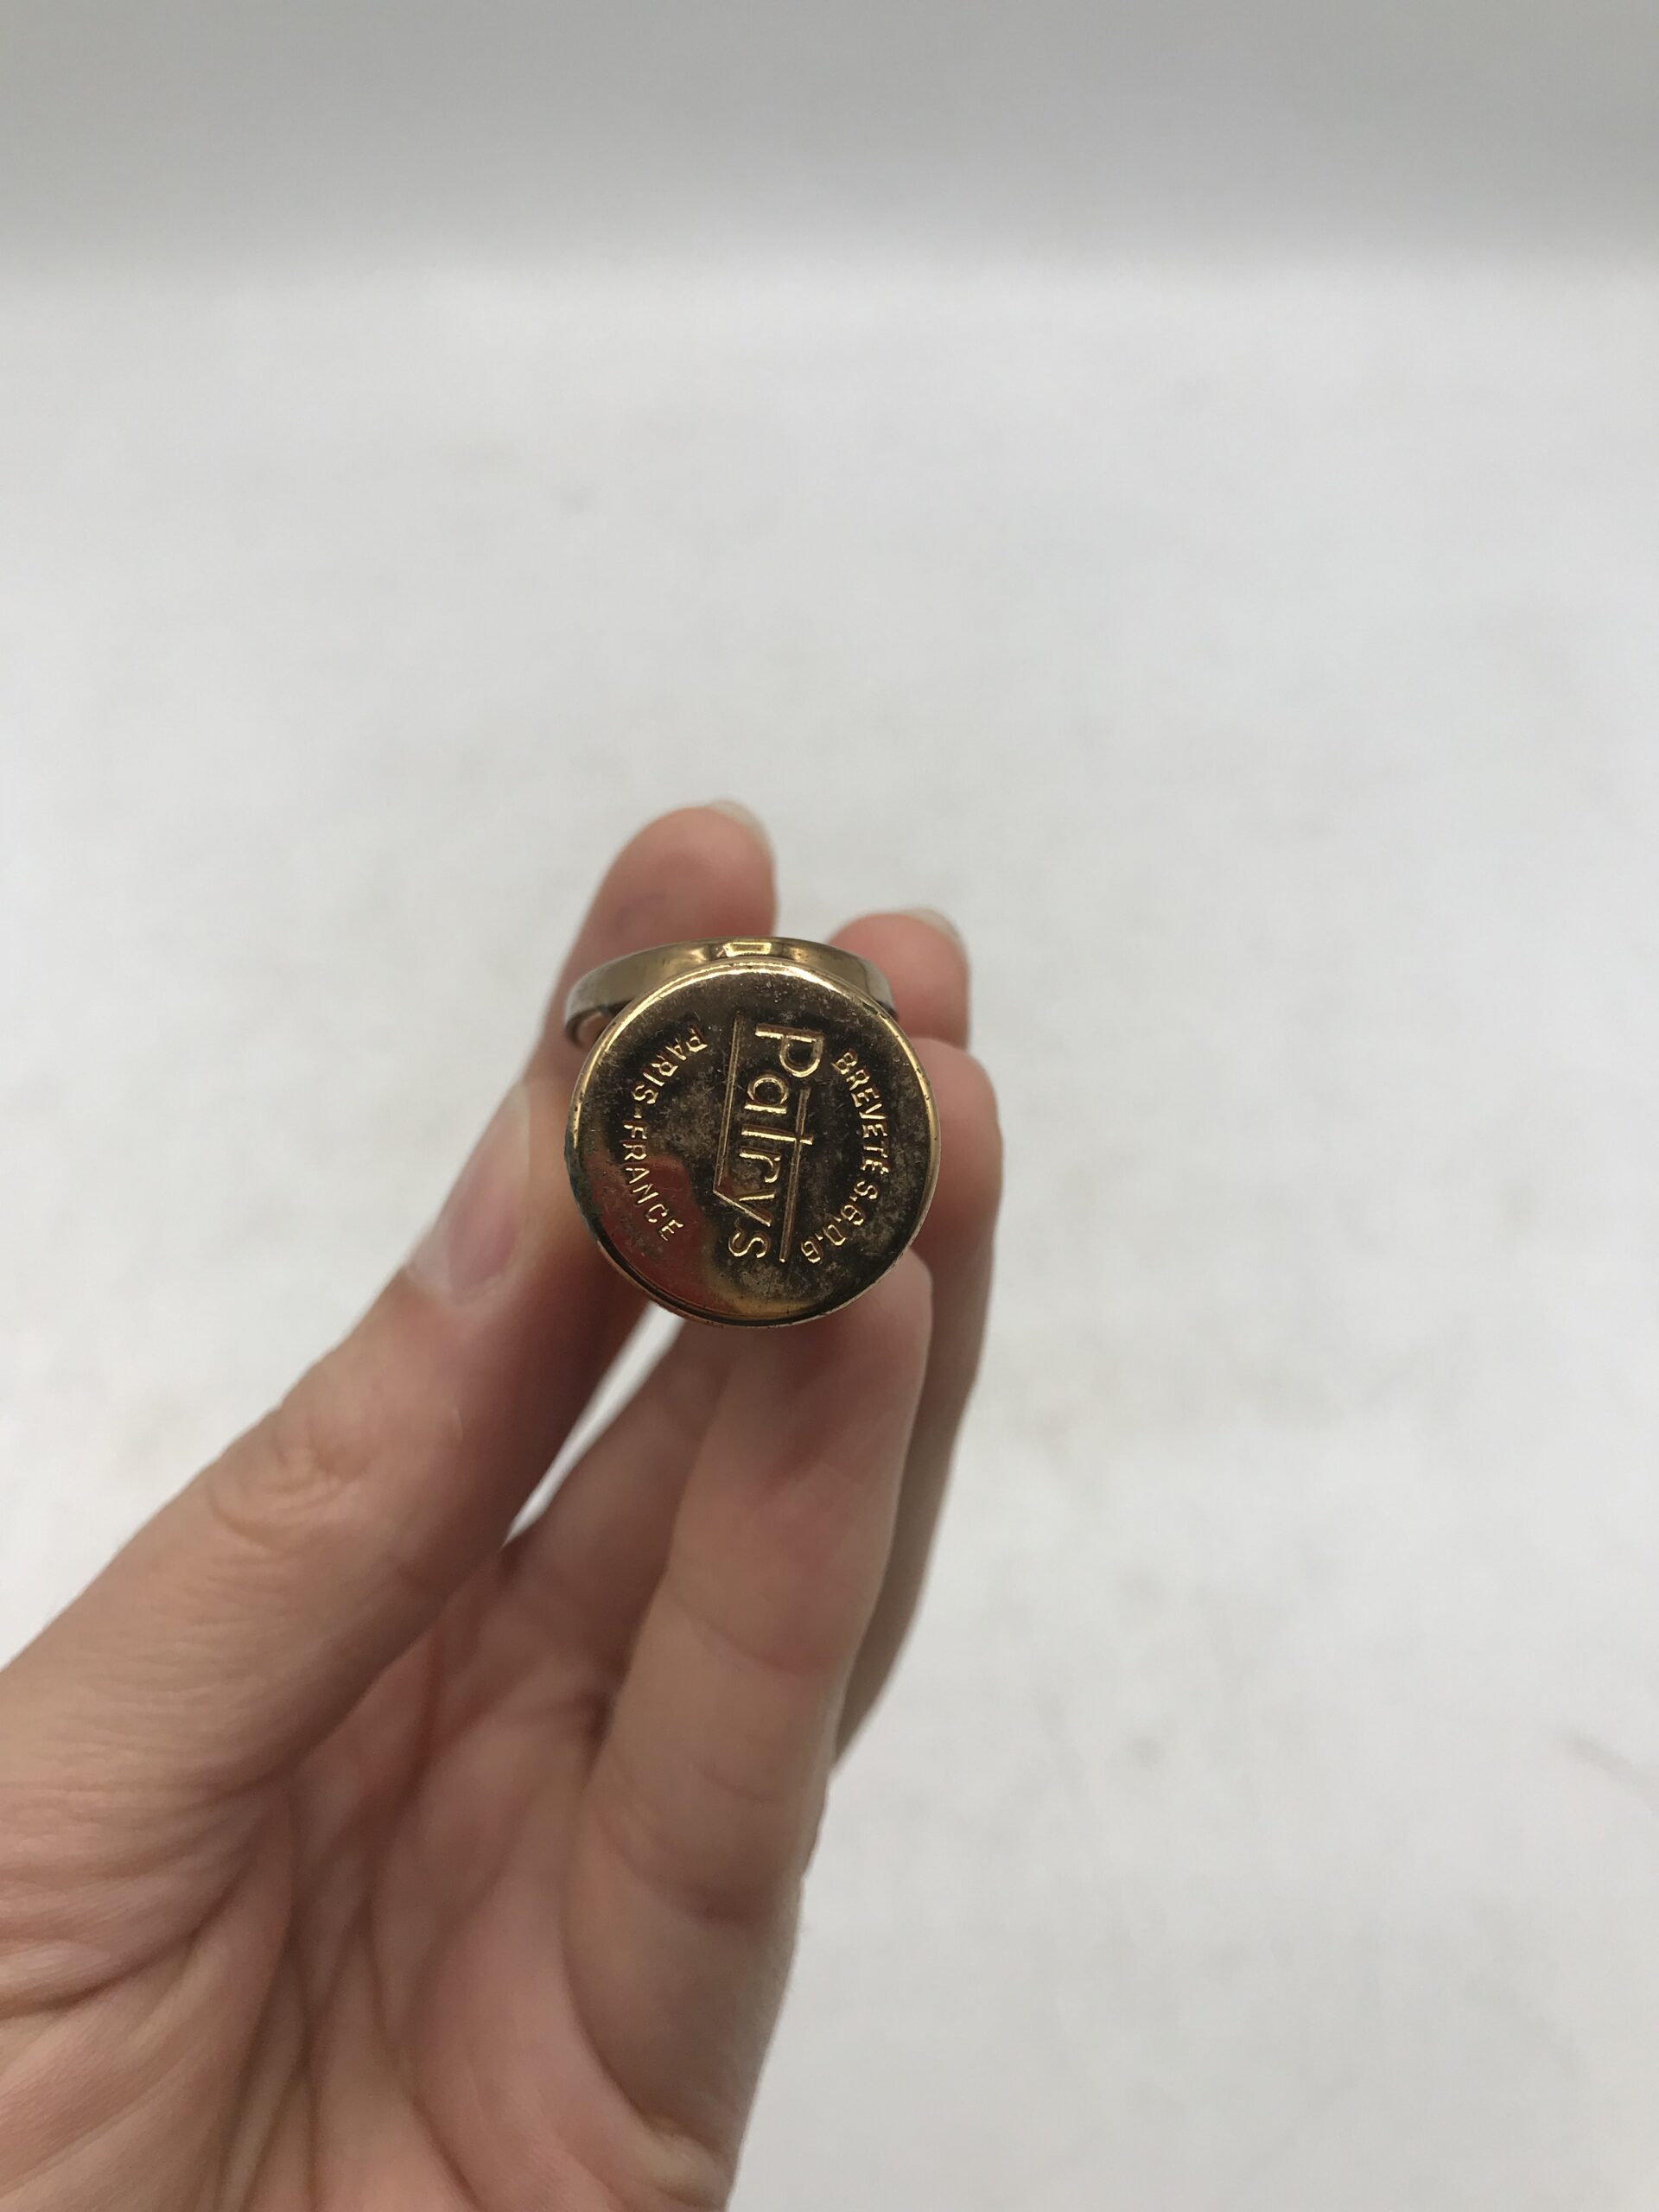 BREVETÉ S.G.D.G
Patrys
PARIS-FRANCE